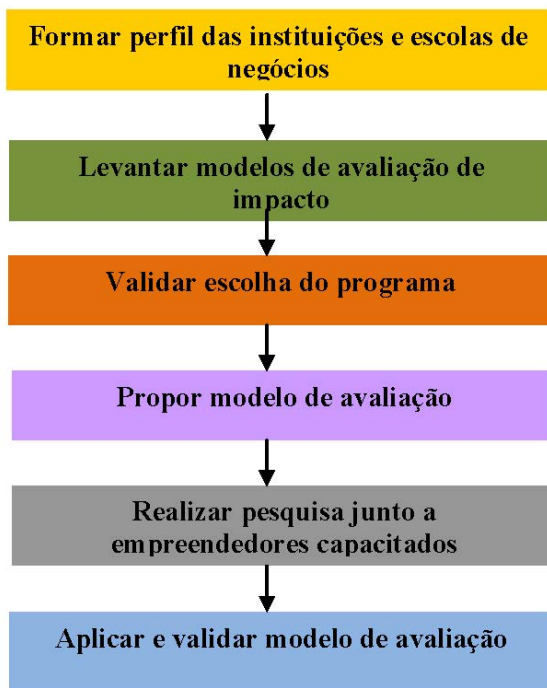 Formar perfil das instituições e escolas de
negócios
Levantar modelos de avaliação de
impacto
Validar escolha do programa
Propor modelo de avaliação
Realizar pesquisa junto a
empreendedores capacitados
Aplicar e validar modelo de avaliação